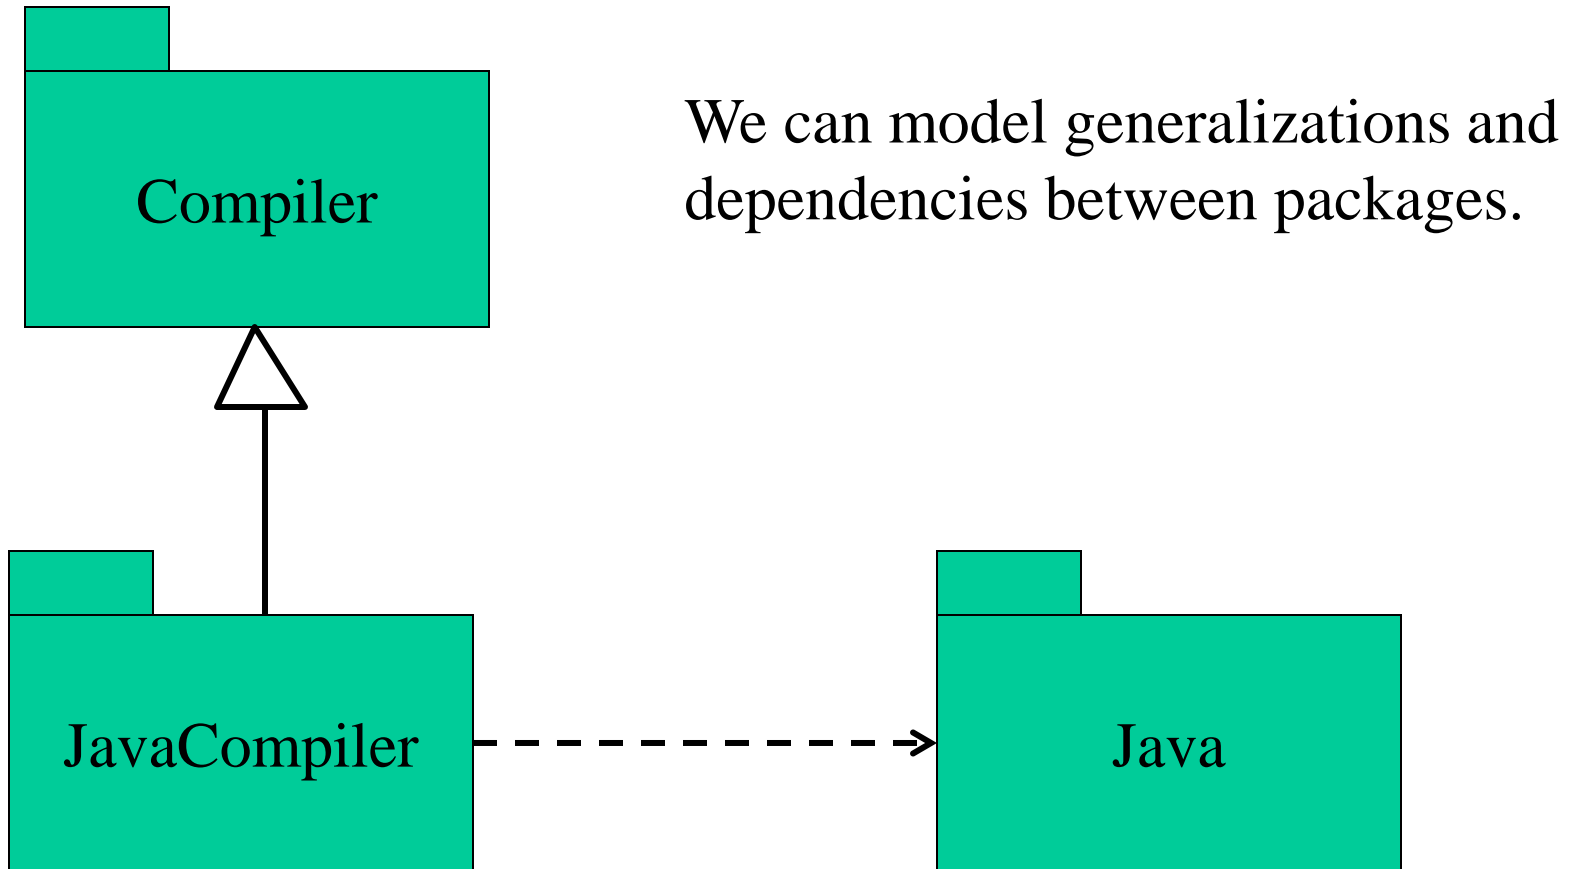 We can model generalizations and
dependencies between packages.
Compiler
JavaCompiler
Java